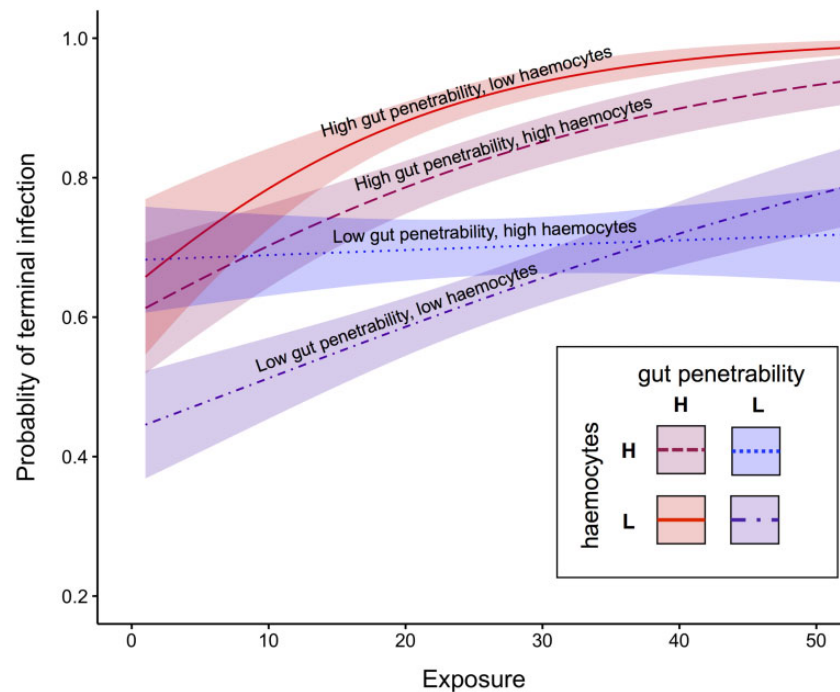 1.0
0.8
0.6
0.4
0.2
0
10
20
30
40
50
Probablity of terminal infection
Exposure
High gut penetrability, low haemocytes
High gut penetrability, high haemocytes
Low gut penetrability, high haemocytes
Low gut penetrability, low haemocytes
gut penetrability
H L
haemocytes
H
L